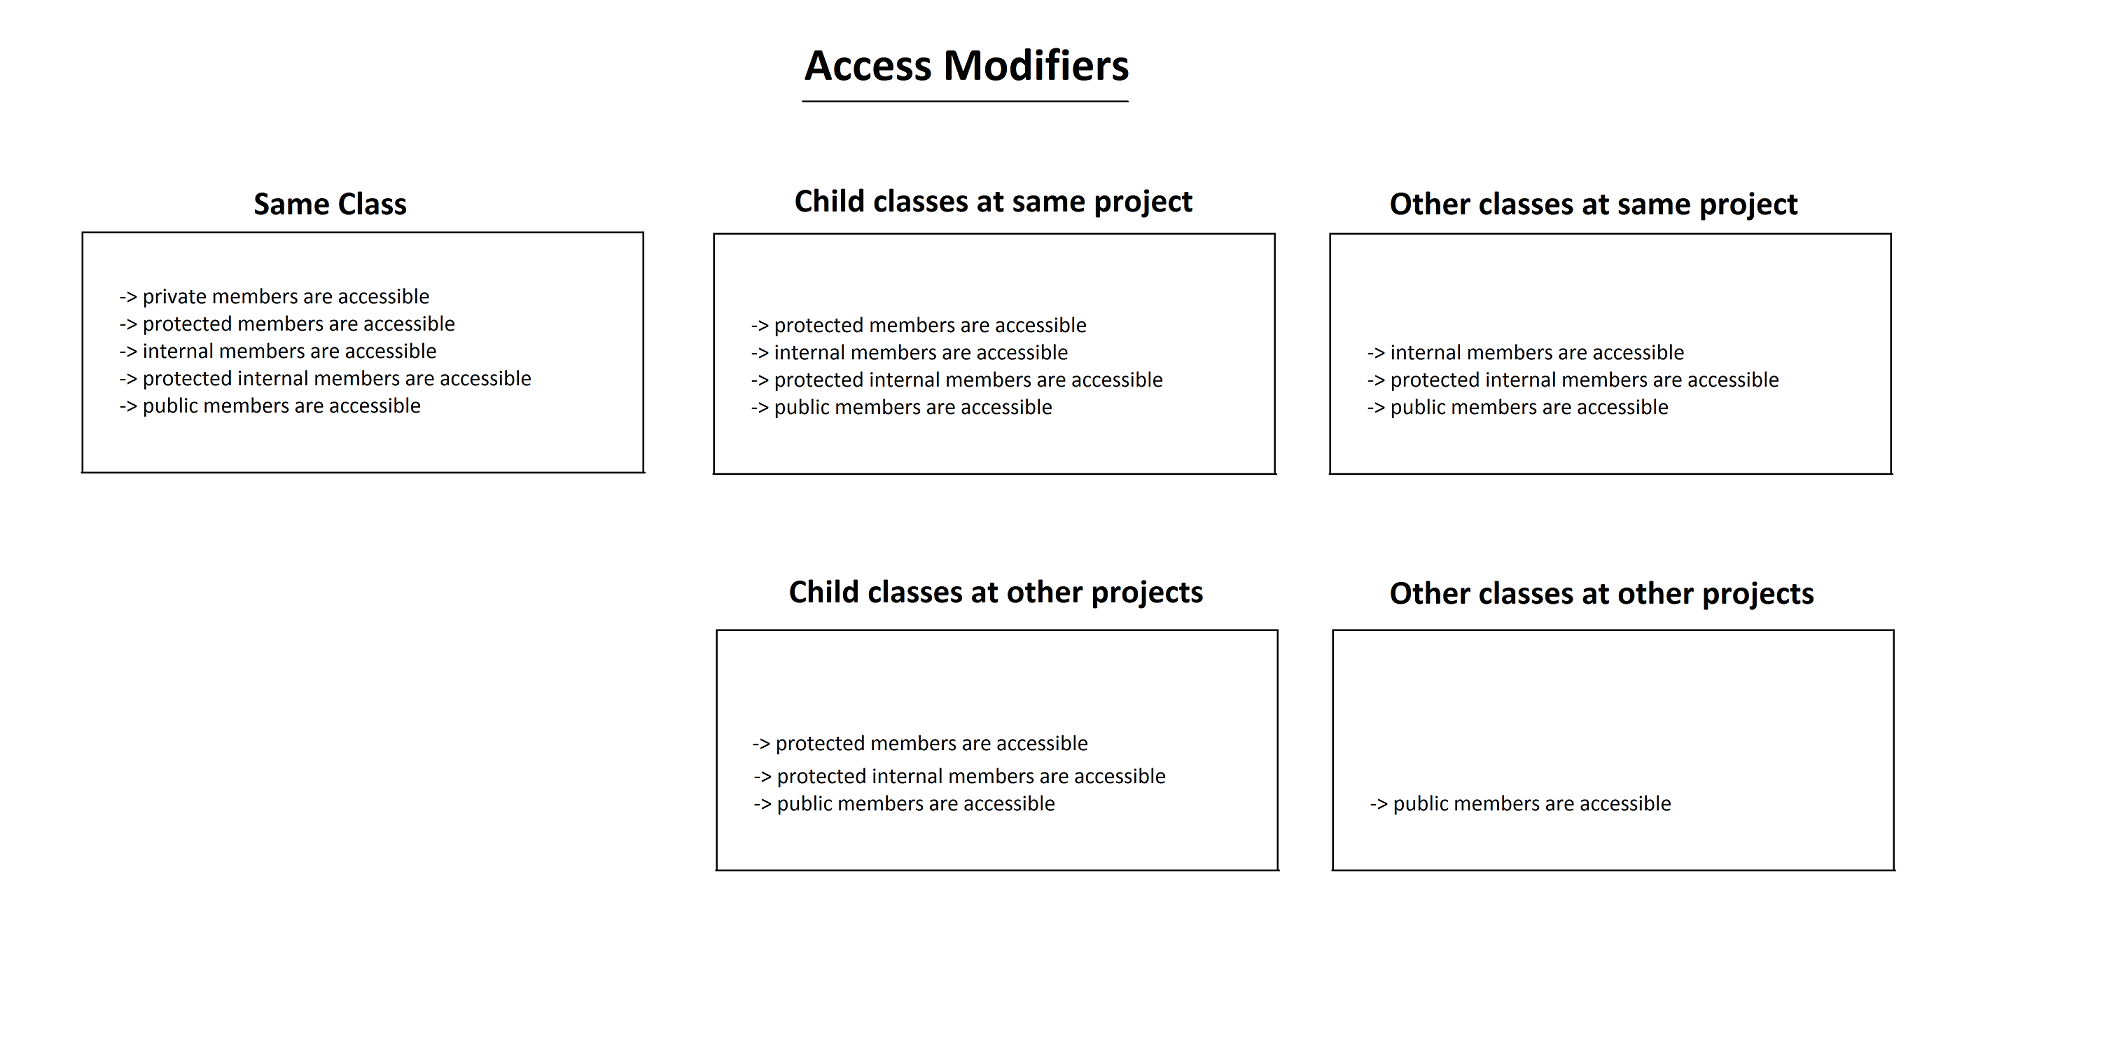 Access Modifiers
Same Class
-> private members are accessible
-> protected members are accessible
-> internal members are accessible
-> protected internal members are accessible
-> public members are accessible
Child classes at same project
-> protected members are accessible
-> internal members are accessible
-> protected internal members are accessible
-> public members are accessible
Other classes at same project
-> internal members are accessible
-> protected internal members are accessible
-> public members are accessible
Child classes at other projects
-> protected members are accessible
-> protected internal members are accessible
-> public members are accessible
Other classes at other projects
-> public members are accessible